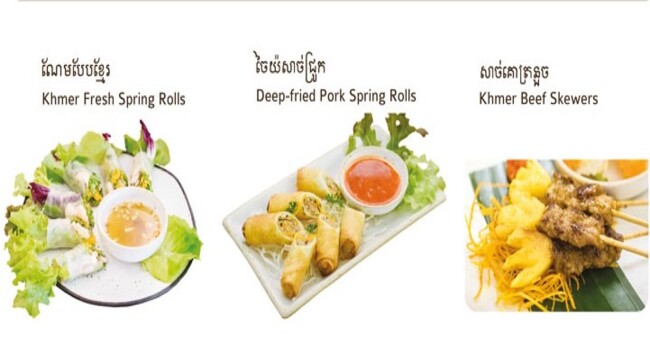 ណែមបែបខ្មែរ
Khmer Fresh Spring Rolls
ចៃយ៉សាច់ជ្រូក
Deep-fried Pork Spring Rolls
សាច់គោត្រនួច
Khmer Beef Skewers